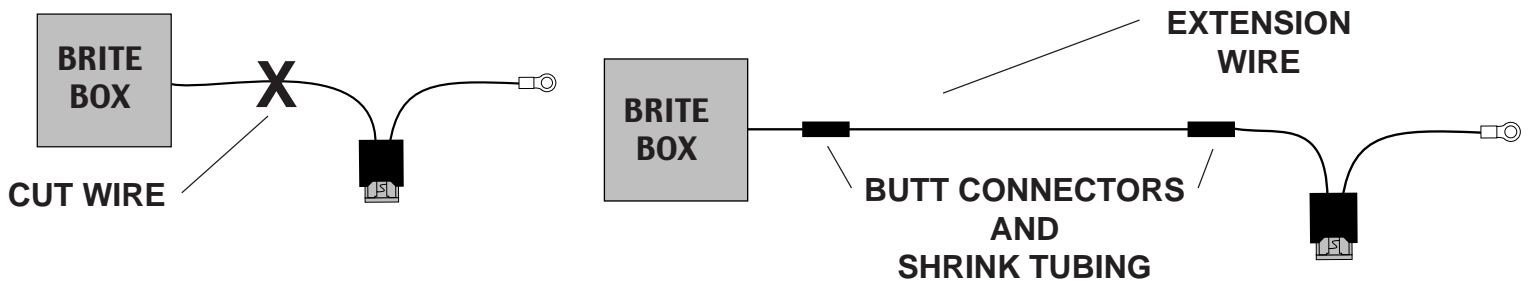 BRITE
BOX
X
CUT WIRE
EXTENSION
WIRE
BRITE
BOX
BUTT CONNECTORS
AND
SHRINK TUBING